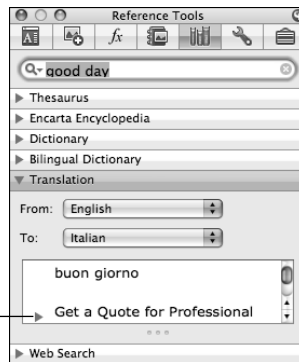 Reference Tools
good day
Thesaurus
Encarta Encyclopedia
Dictionary
Bilingual Dictionary
Translation
From: English
To: Italian
buon giorno
Get a Quote for Professional
Web Search